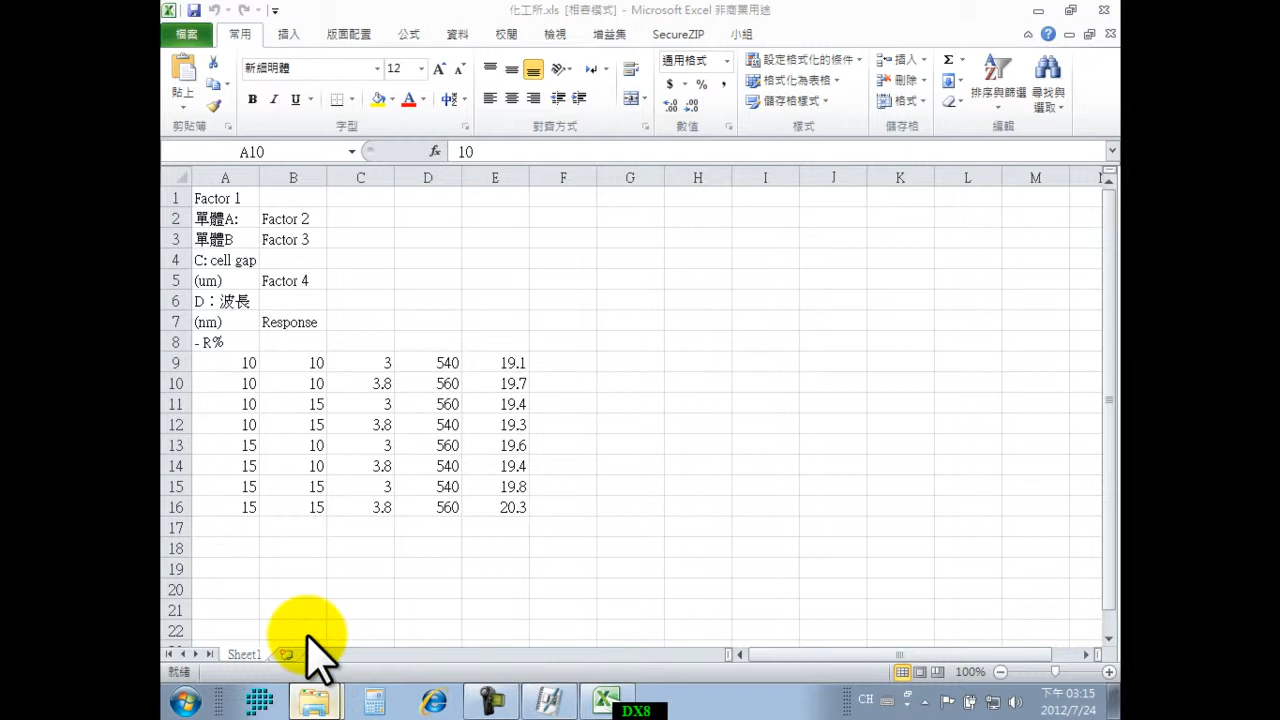 化工所.xls [相容模式] - Microsoft Excel 非商業用途
檔案 常用 插入 版面配置 公式 資料 校閱 檢視 增益集 SecureZIP 小組
新細明體 12 通用格式 設定格式化的條件 插入 Σ
貼上 $ % , 格式化為表格 刪除 排序與篩選 尋找與選取
B I U A 儲存格樣式 格式
剪貼簿 字型 對齊方式 數值 樣式 儲存格 編輯
A10 fx 10
A B C D E F G H I J K L M N
1 Factor 1
2 單體A: Factor 2
3 單體B Factor 3
4 C: cell gap
5 (um) Factor 4
6 D：波長
7 (nm) Response
8 - R%
9 10 10 3 540 19.1
10 10 10 3.8 560 19.7
11 10 15 3 560 19.4
12 10 15 3.8 540 19.3
13 15 10 3 560 19.6
14 15 10 3.8 540 19.4
15 15 15 3 540 19.8
16 15 15 3.8 560 20.3
17
18
19
20
21
22
Sheet1
就緒 100%
CH 下午 03:15
2012/7/24
DX8